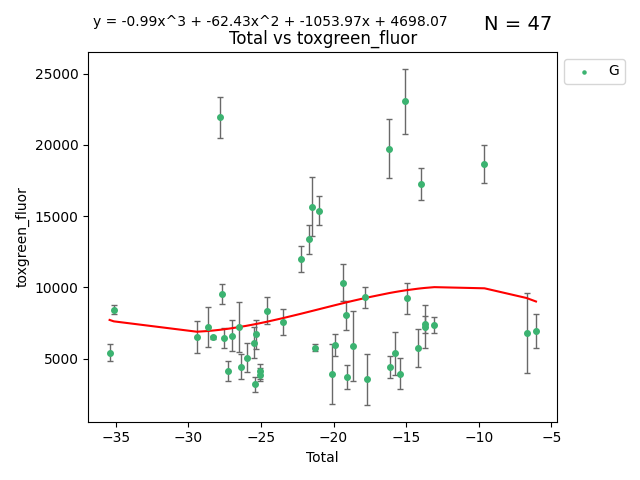 y = -0.99x^3 + -62.43x^2 + -1053.97x + 4698.07
N = 47
Total vs toxgreen_fluor
G
25000
20000
15000
10000
5000
toxgreen_fluor
−35
−30
−25
−20
−15
−10
−5
Total